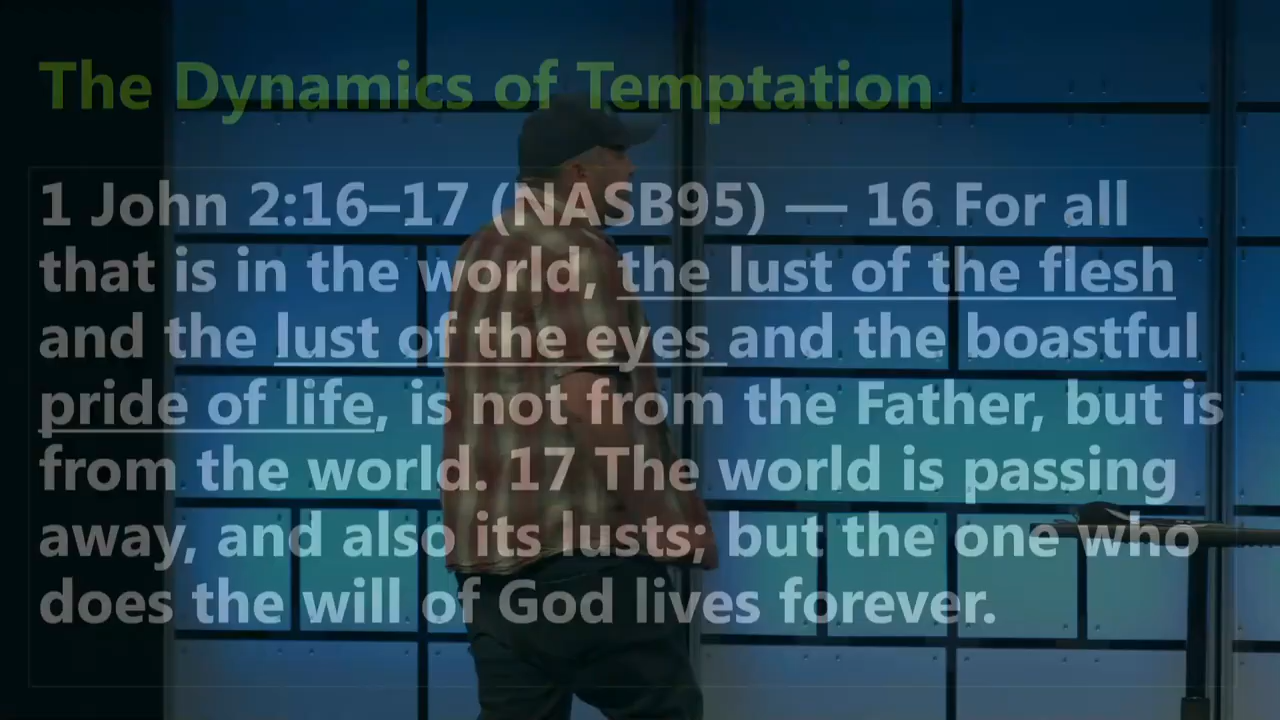 The Dynamics of Temptation
1 John 2:16–17 (NASB95) — 16 For all
that is in the world, the lust of the flesh
and the lust of the eyes and the boastful
pride of life, is not from the Father, but is
from the world. 17 The world is passing
away, and also its lusts; but the one who
does the will of God lives forever.